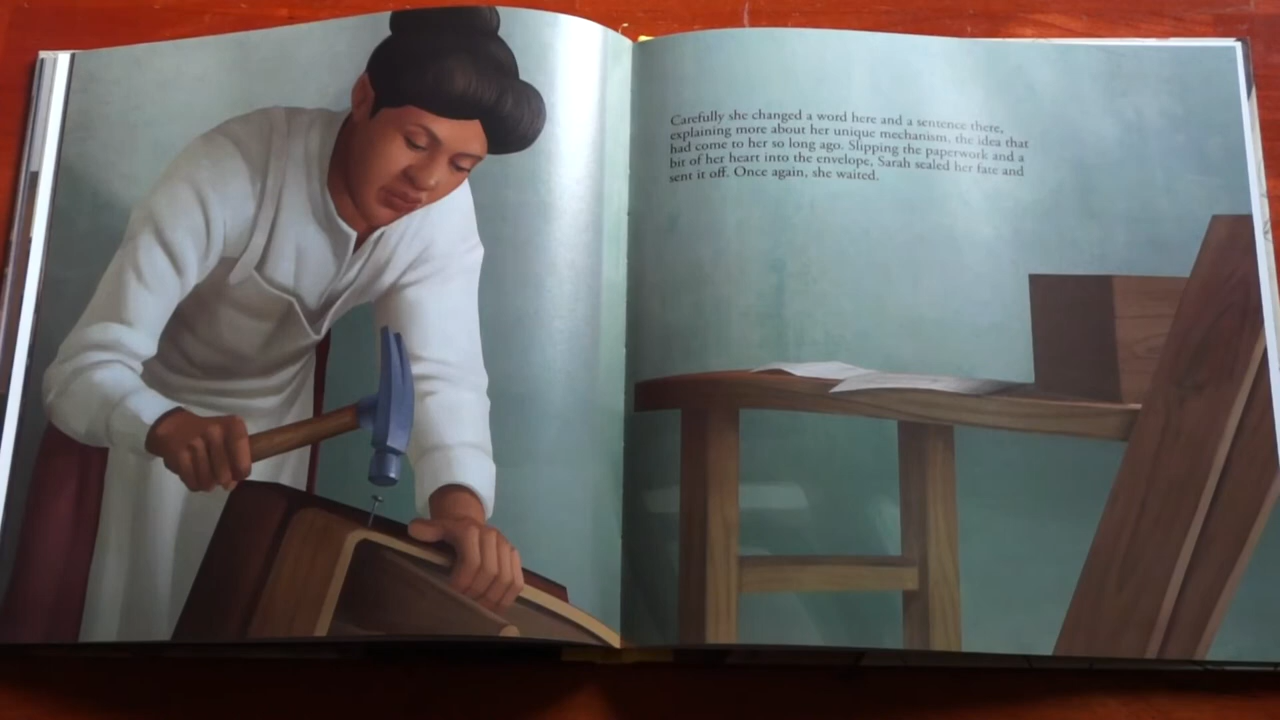 Carefully she changed a word here and a sentence there,
explaining more about her unique mechanism, the idea that
had come to her so long ago. Slipping the paperwork and a
bit of her heart into the envelope, Sarah sealed her fate and
sent it off. Once again, she waited.